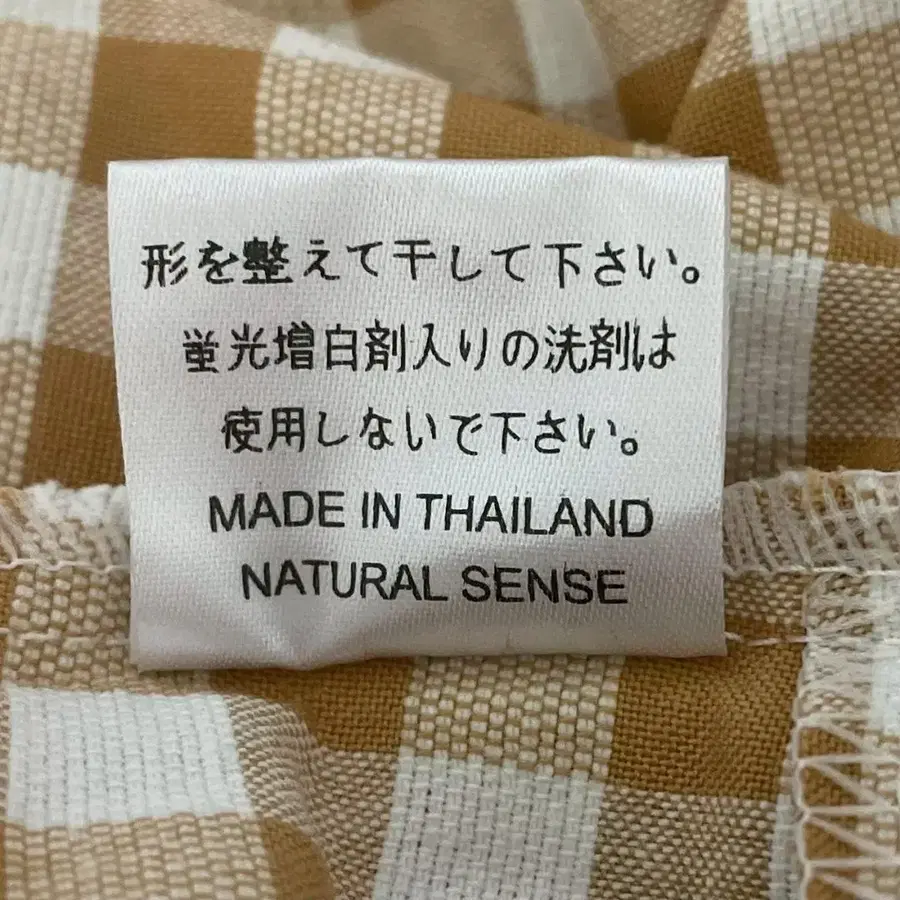 形を整えて干して下さい。
蛍光増白剤入りの洗剤は
使用しないで下さい。
MADE IN THAILAND
NATURAL SENSE